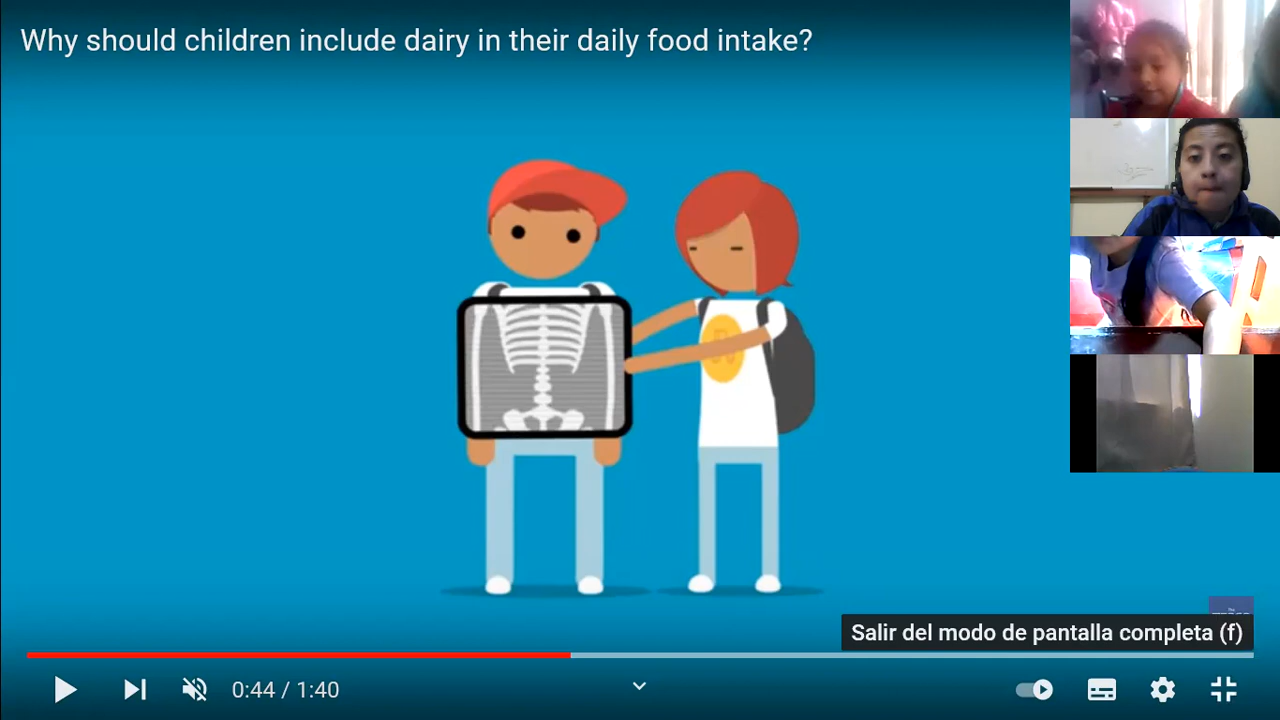 Why should children include dairy in their daily food intake?
Salir del modo de pantalla completa (f)
0:44 / 1:40